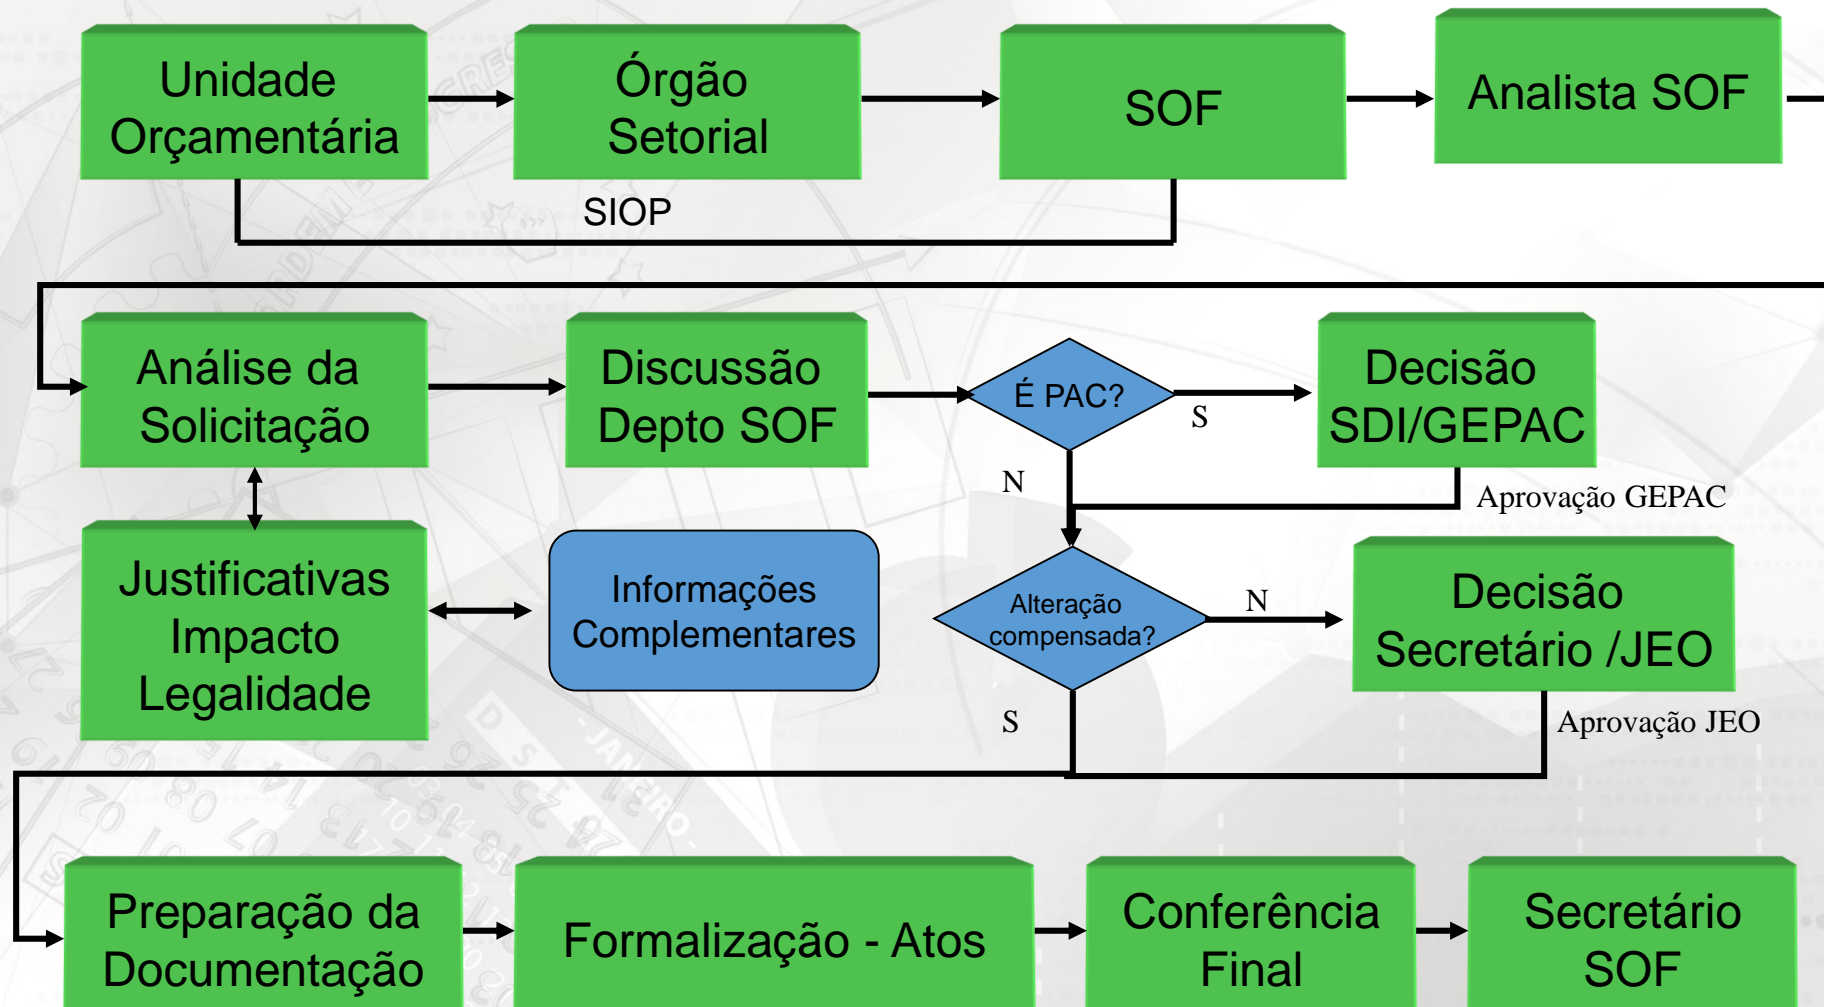 Unidade
Orçamentária
Órgão
Setorial
SOF
Analista SOF
SIOP
Análise da
Solicitação
Discussão
Depto SOF
É PAC?
S
Decisão
SDI/GEPAC
N
Aprovação GEPAC
Justificativas
Impacto
Legalidade
Informações
Complementares
Alteração
compensada?
N
Decisão
Secretário /JEO
S
Aprovação JEO
Preparação da
Documentação
Formalização - Atos
Conferência
Final
Secretário
SOF